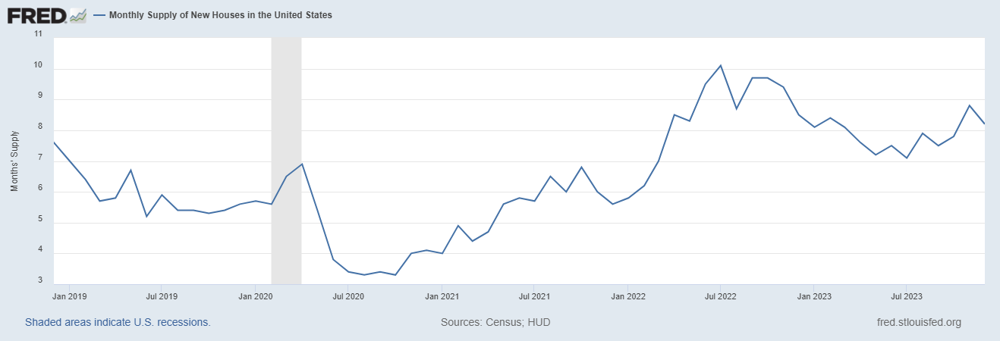 FRED
Monthly Supply of New Houses in the United States
Months' Supply
11
10
9
8
7
6
5
4
3
Jan 2019 Jul 2019 Jan 2020 Jul 2020 Jan 2021 Jul 2021 Jan 2022 Jul 2022 Jan 2023 Jul 2023
Shaded areas indicate U.S. recessions. Sources: Census; HUD fred.stlouisfed.org